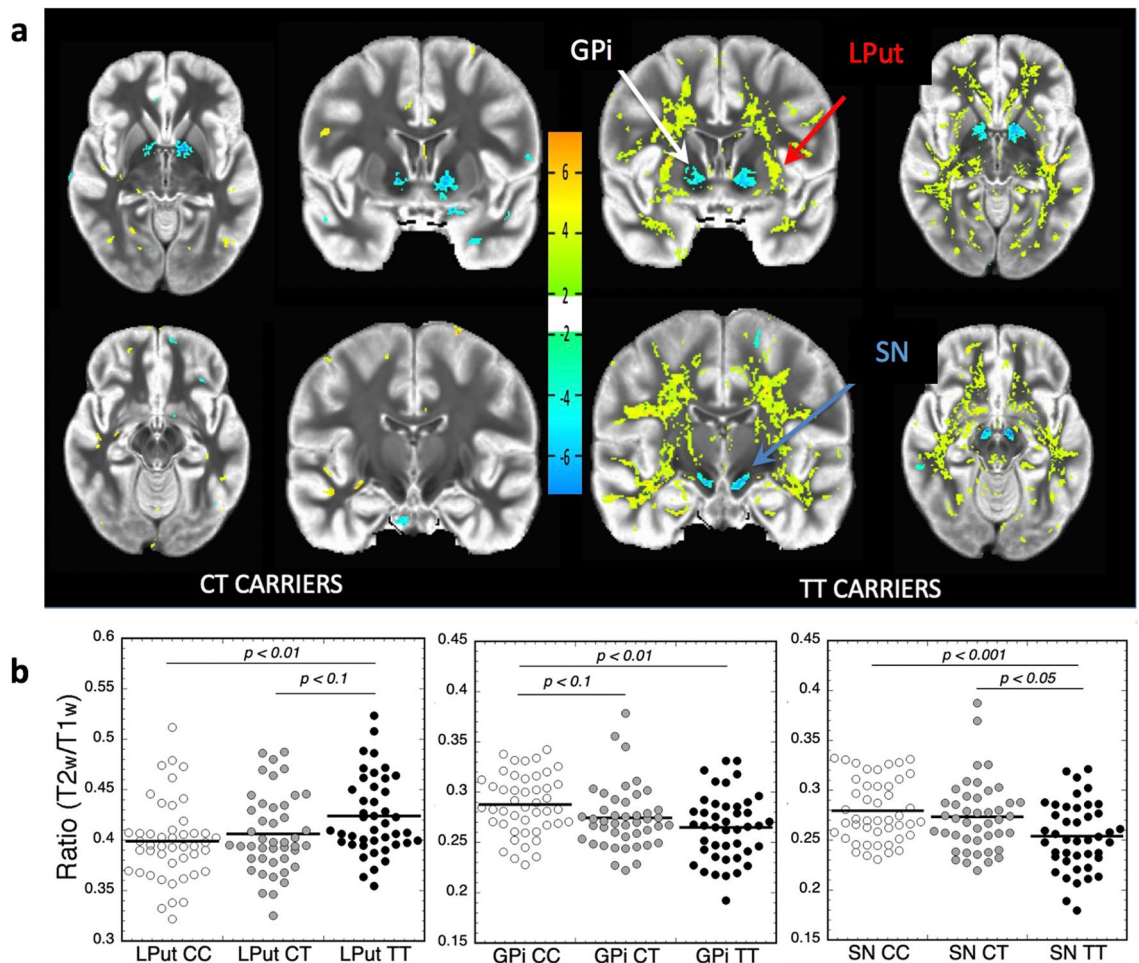 a
GPi
LPut
6
4
2
-2
-4
-6
SN
CT CARRIERS
TT CARRIERS
b
Ratio (T2w/T1w)
0.6
0.55
0.5
0.45
0.4
0.35
0.3
p < 0.01
p < 0.1
LPut CC LPut CT LPut TT
0.45
0.4
0.35
0.3
0.25
0.2
0.15
p < 0.01
p < 0.1
GPi CC GPi CT GPi TT
0.45
0.4
0.35
0.3
0.25
0.2
0.15
p < 0.001
p < 0.05
SN CC SN CT SN TT